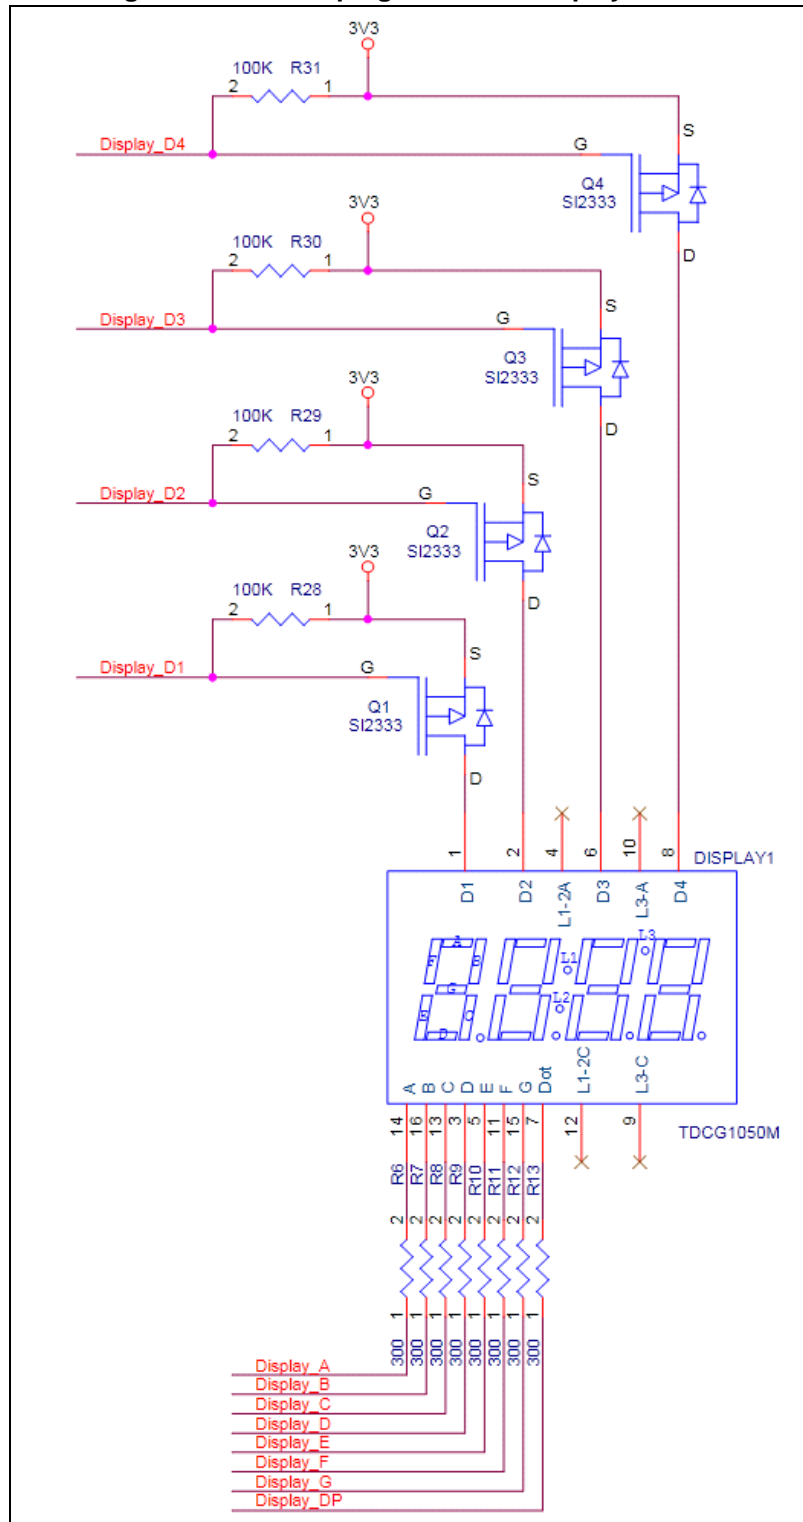 3V3
100K R31
2 1
Display_D4
S
G
Q4
SI2333
D
3V3
100K R30
2 1
Display_D3
S
G
Q3
SI2333
D
3V3
100K R29
2 1
Display_D2
S
G
Q2
SI2333
D
3V3
100K R28
2 1
Display_D1
S
G
Q1
SI2333
D
1 2 4 6 10 8
DISPLAY1
D1 D2 L1-2A D3 L3-A D4
A
F B
G
E C
D
L1
L2
L3
A B C D E F G Dot L1-2C L3-C
14 16 13 3 5 11 15 7 12 9
TDCG1050M
R6 R7 R8 R9 R10 R11 R12 R13
2 2 2 2 2 2 2 2
1 1 1 1 1 1 1 1
300 300 300 300 300 300 300 300
Display_A
Display_B
Display_C
Display_D
Display_E
Display_F
Display_G
Display_DP